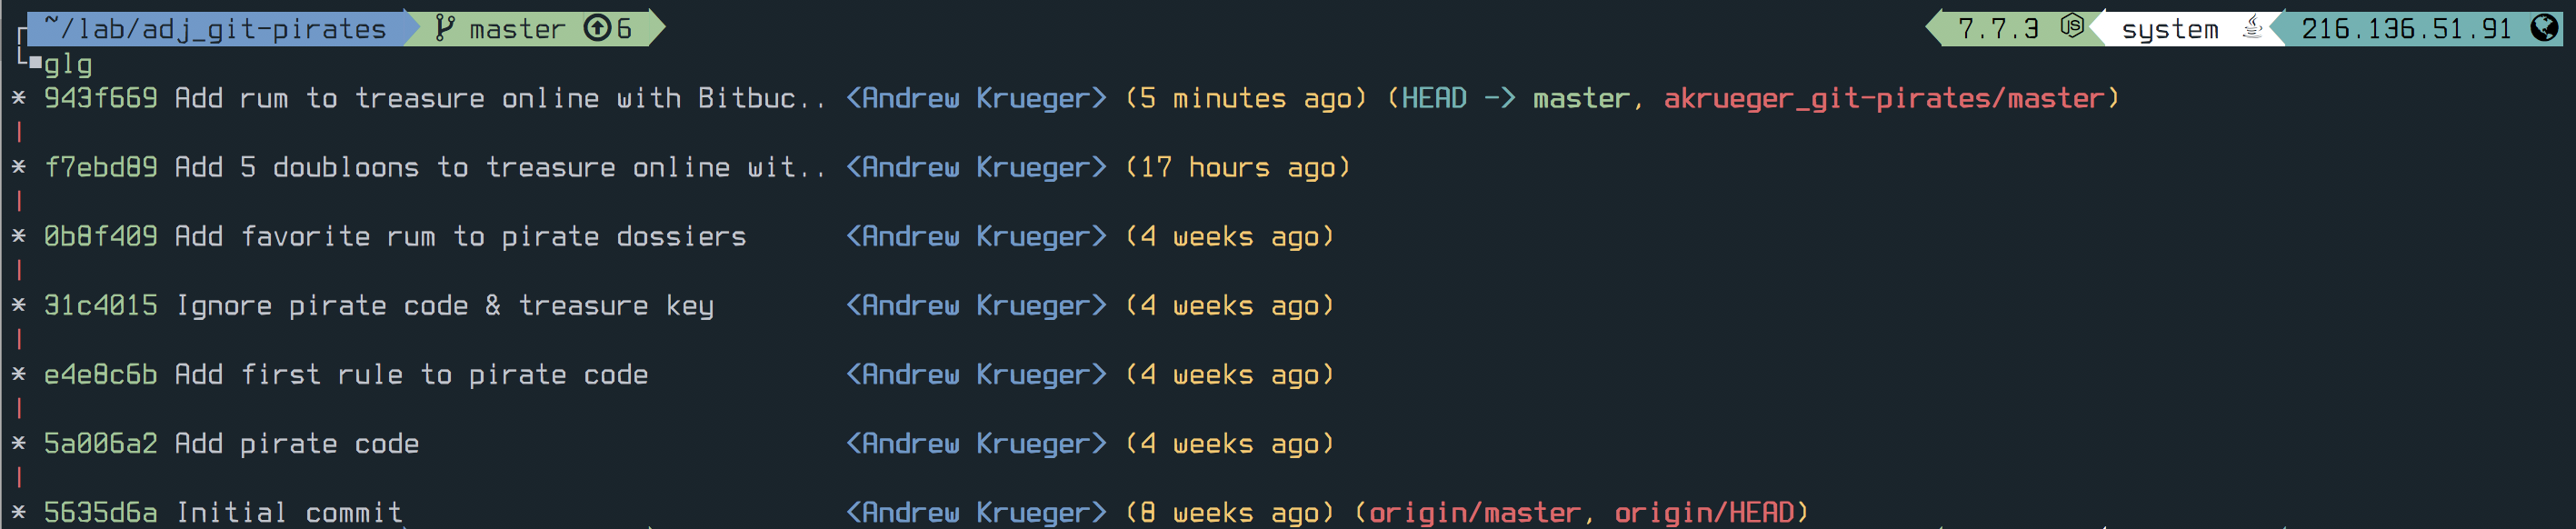 ~/lab/adj_git-pirates master 6 7.7.3 system 216.136.51.91
glg
* 943f669 Add rum to treasure online with Bitbuc.. <Andrew Krueger> (5 minutes ago) (HEAD -> master, akrueger_git-pirates/master)
|
* f7ebd89 Add 5 doubloons to treasure online wit.. <Andrew Krueger> (17 hours ago)
|
* 0b8f409 Add favorite rum to pirate dossiers <Andrew Krueger> (4 weeks ago)
|
* 31c4015 Ignore pirate code & treasure key <Andrew Krueger> (4 weeks ago)
|
* e4e8c6b Add first rule to pirate code <Andrew Krueger> (4 weeks ago)
|
* 5a006a2 Add pirate code <Andrew Krueger> (4 weeks ago)
|
* 5635d6a Initial commit <Andrew Krueger> (8 weeks ago) (origin/master, origin/HEAD)